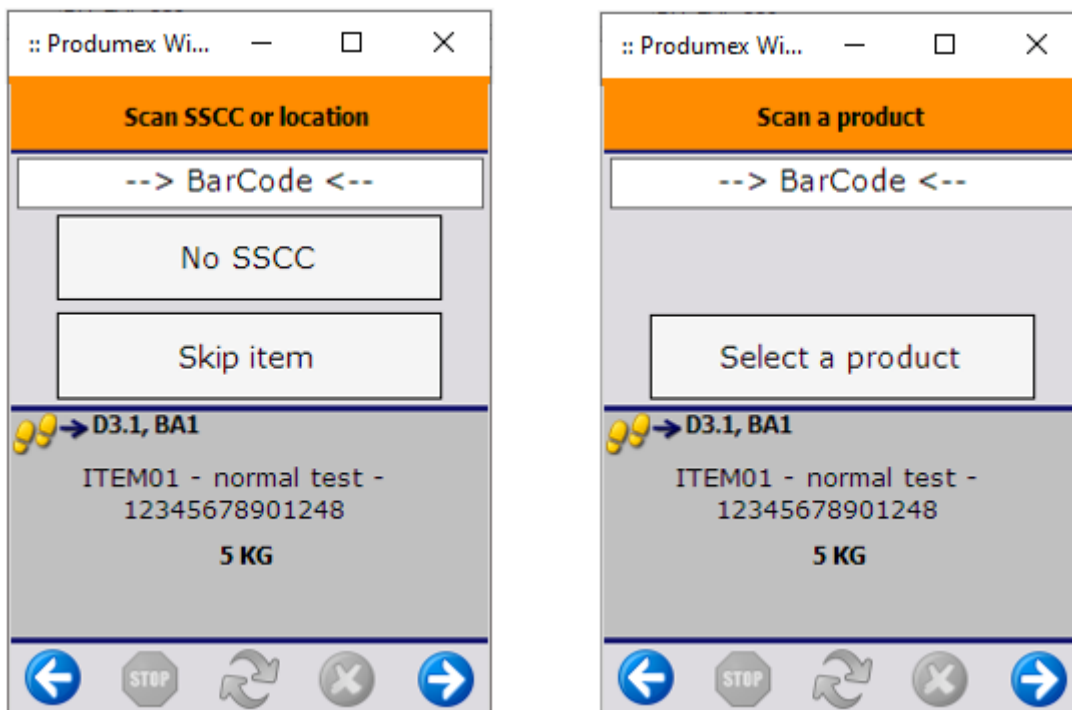 :: Produmex Wi...
Scan SSCC or location
--> BarCode <--
No SSCC
Skip item
D3.1, BA1
ITEM01 - normal test -
12345678901248
5 KG
STOP
:: Produmex Wi...
Scan a product
--> BarCode <--
Select a product
D3.1, BA1
ITEM01 - normal test -
12345678901248
5 KG
STOP